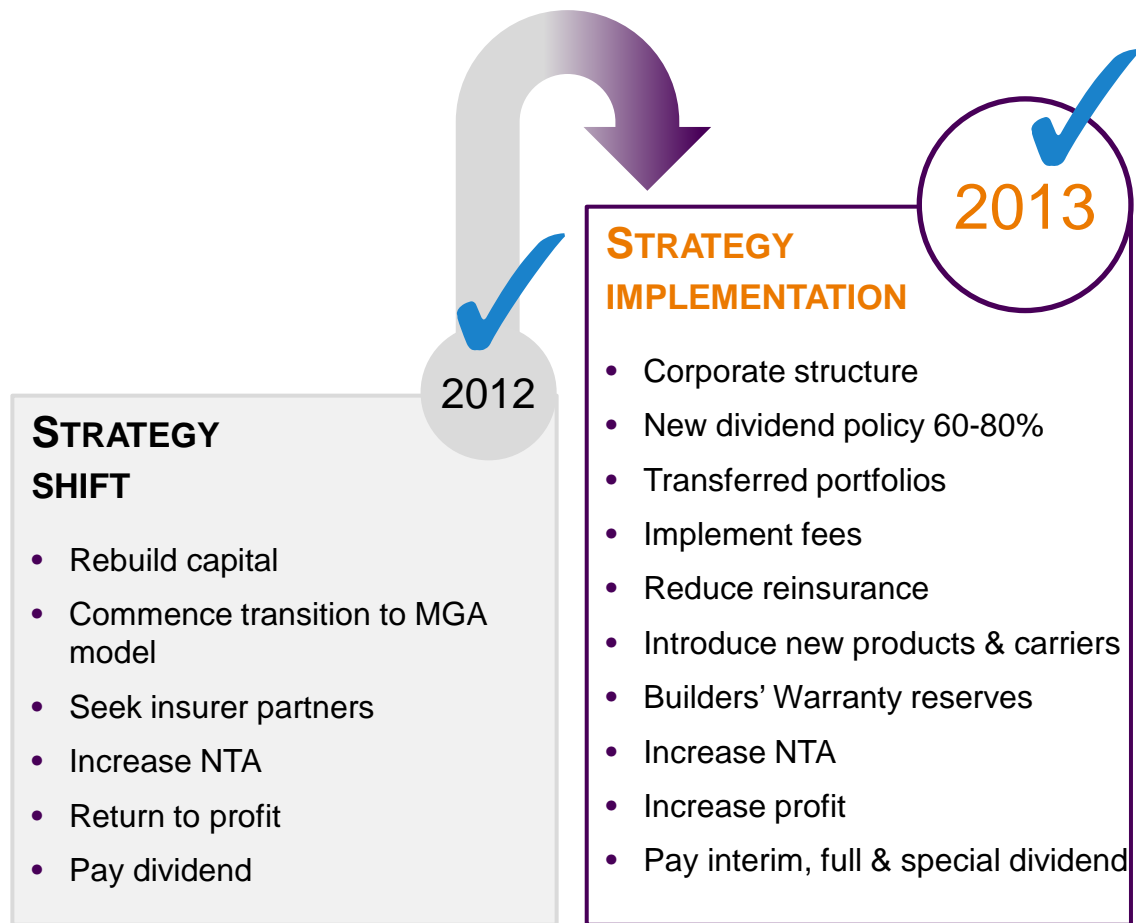 2012
STRATEGY
SHIFT
• Rebuild capital
• Commence transition to MGA
model
• Seek insurer partners
• Increase NTA
• Return to profit
• Pay dividend
2013
STRATEGY
IMPLEMENTATION
• Corporate structure
• New dividend policy 60-80%
• Transferred portfolios
• Implement fees
• Reduce reinsurance
• Introduce new products & carriers
• Builders’ Warranty reserves
• Increase NTA
• Increase profit
• Pay interim, full & special dividend